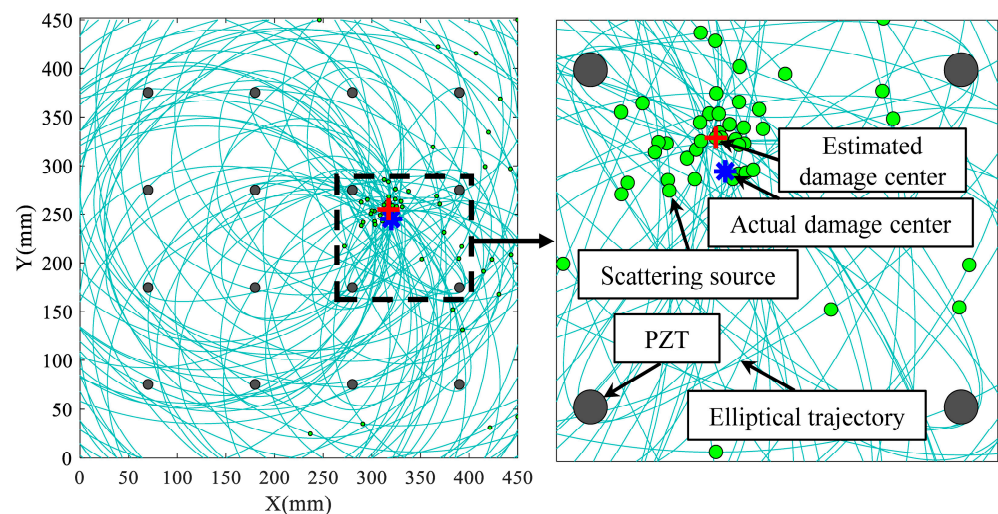 450
400
350
300
250
200
150
100
50
0
Y(mm)
0 50 100 150 200 250 300 350 400 450
X(mm)
Estimated
damage center
Actual damage center
Scattering source
PZT
Elliptical trajectory